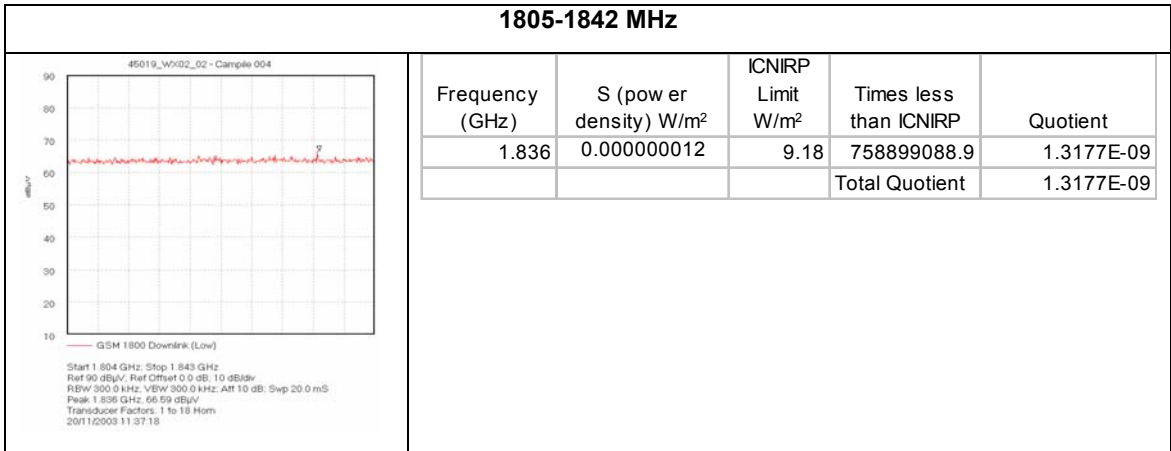 1805-1842 MHz
45019_WX02_02 - Campile 004
90
80
70
60
50
40
30
20
10
dBµV
GSM 1800 Downlink (Low)
Start 1.804 GHz; Stop 1.843 GHz
Ref 90 dBµV; Ref Offset 0.0 dB; 10 dB/div
RBW 300.0 kHz; VBW 300.0 kHz; Att 10 dB; Swp 20.0 mS
Peak 1.836 GHz, 66.59 dBµV
Transducer Factors: 1 to 18 Horn
20/11/2003 11:37:18
Frequency (GHz) S (pow er density) W/m² ICNIRP Limit W/m² Times less than ICNIRP Quotient
1.836 0.000000012 9.18 758899088.9 1.3177E-09
Total Quotient 1.3177E-09